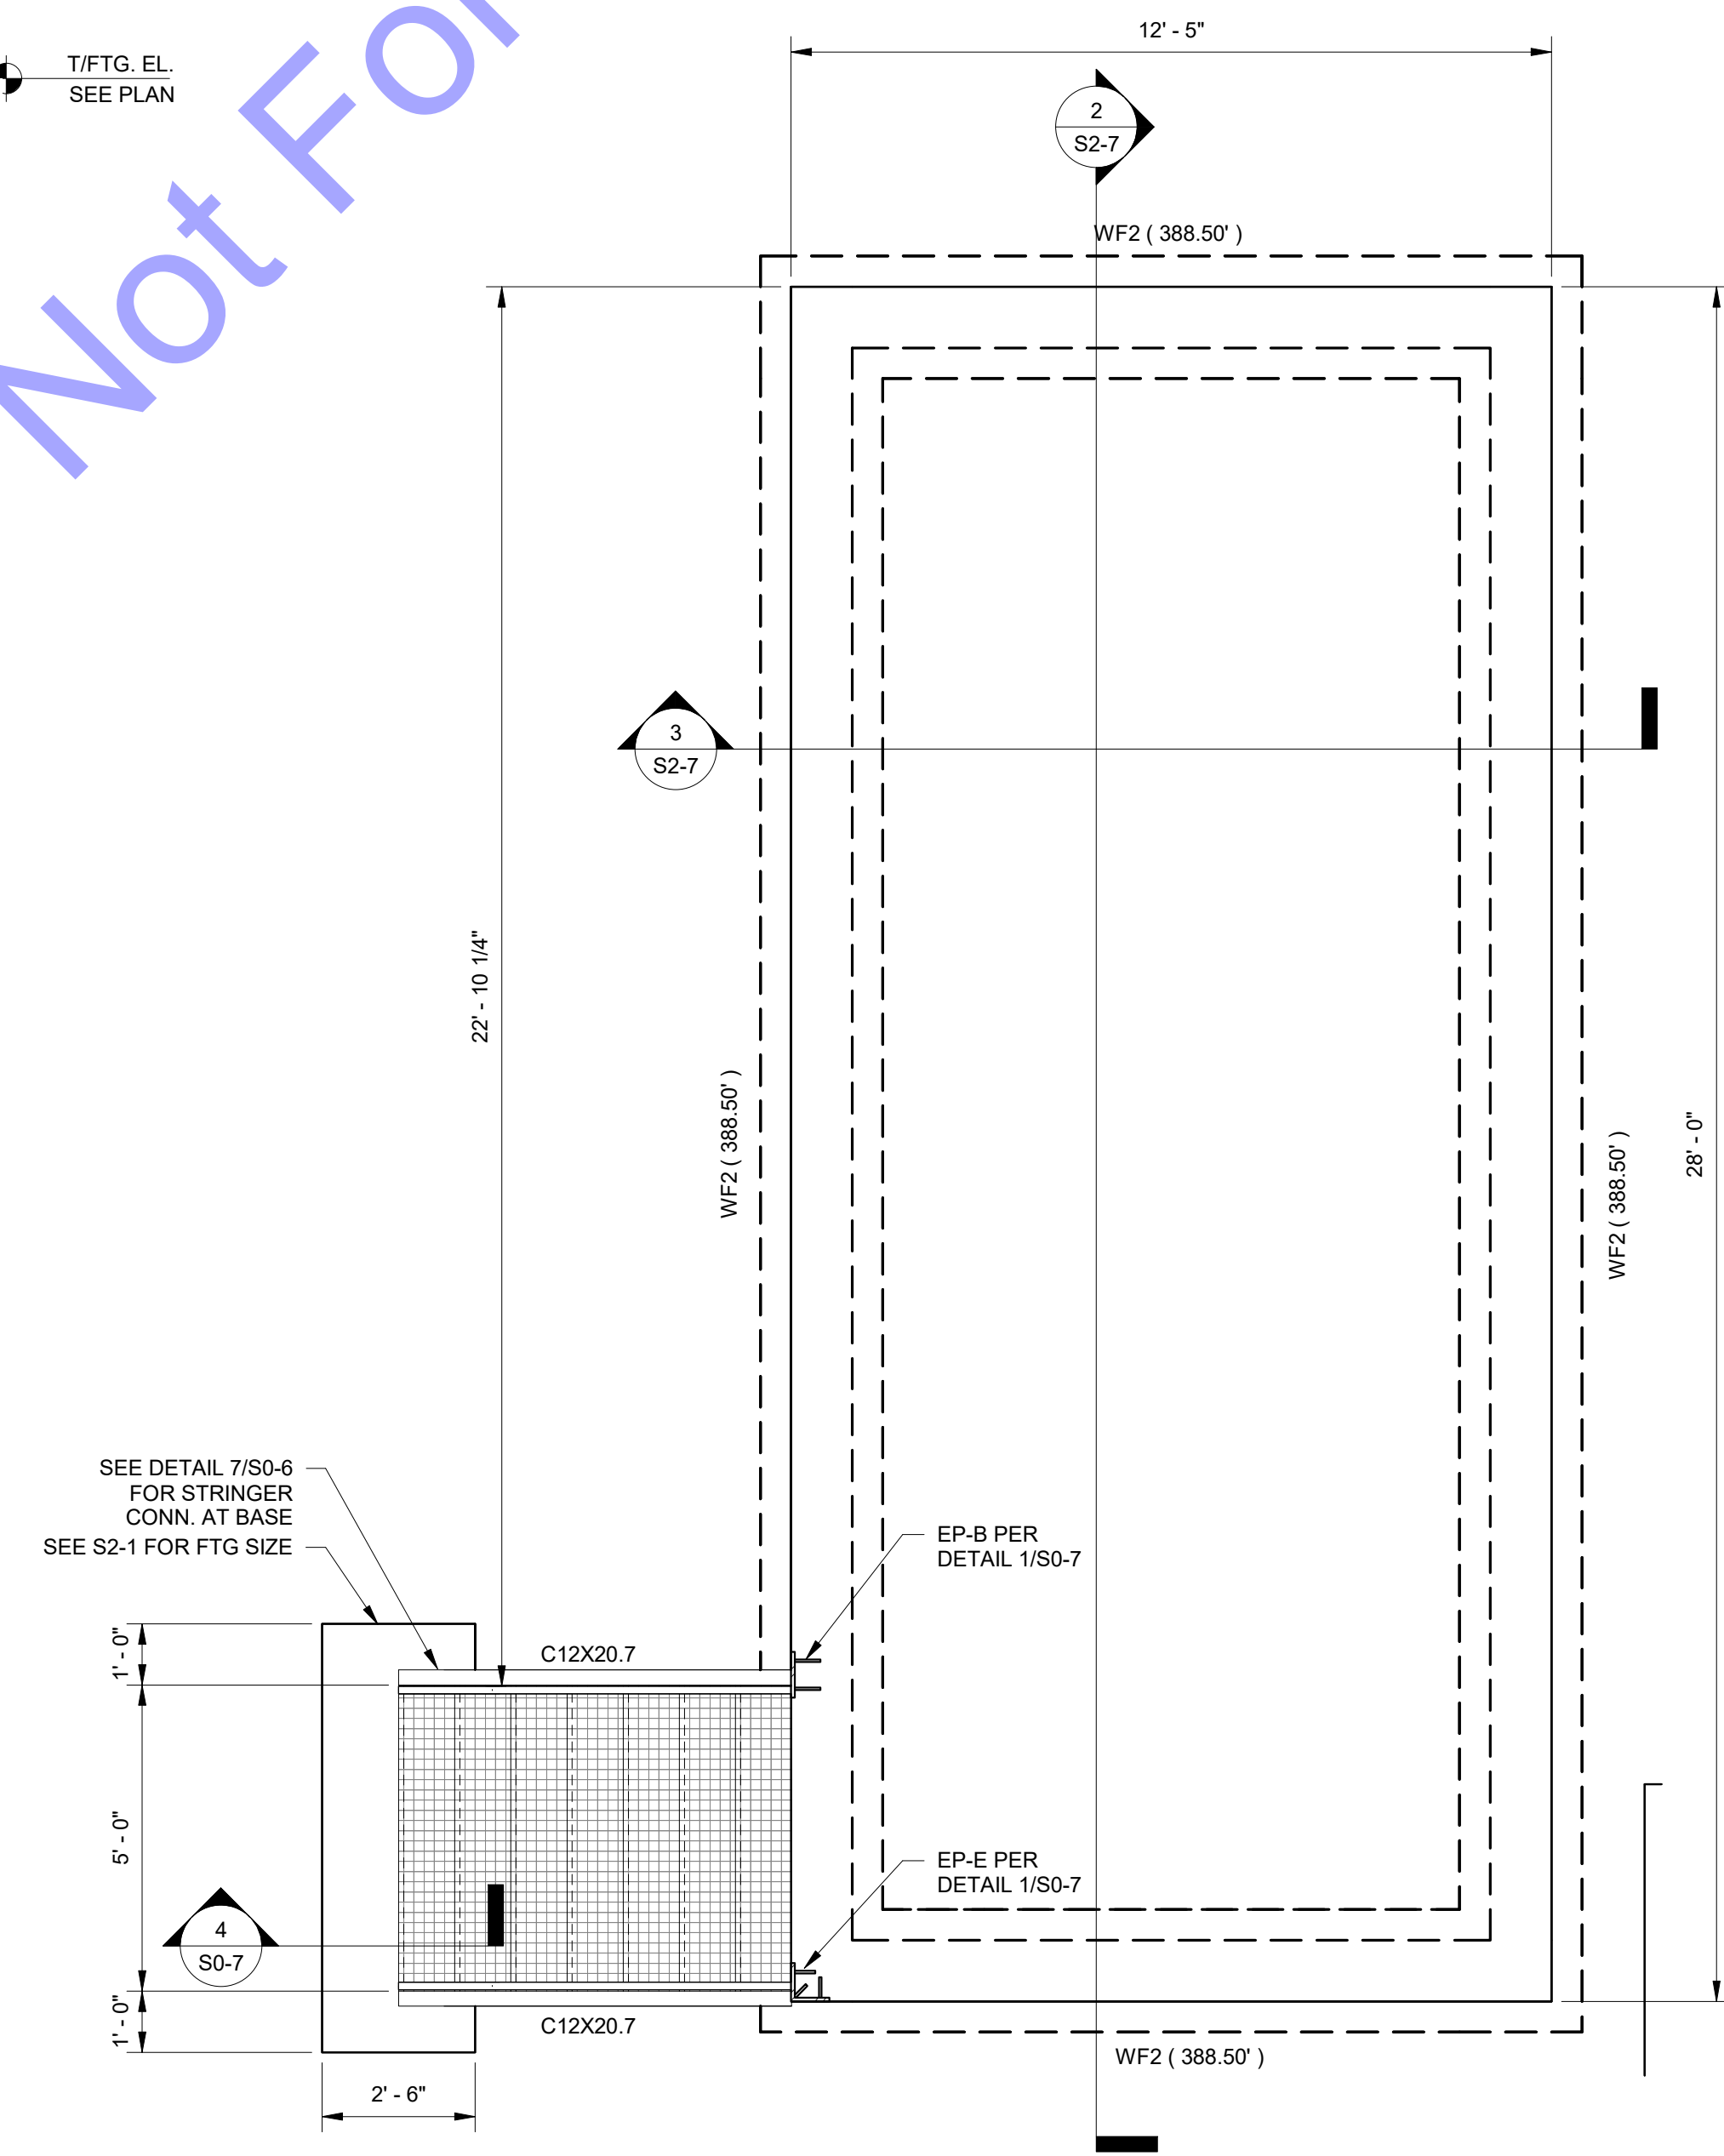 12' - 5"
T/FTG. EL.
SEE PLAN
Not For
2
S2-7
WF2 ( 388.50' )
3
S2-7
22' - 10 1/4"
WF2 ( 388.50' )
WF2 ( 388.50' )
28' - 0"
SEE DETAIL 7/S0-6
FOR STRINGER
CONN. AT BASE
SEE S2-1 FOR FTG SIZE
EP-B PER
DETAIL 1/S0-7
1' - 0"
C12X20.7
5' - 0"
EP-E PER
DETAIL 1/S0-7
4
S0-7
1' - 0"
C12X20.7
WF2 ( 388.50' )
2' - 6"